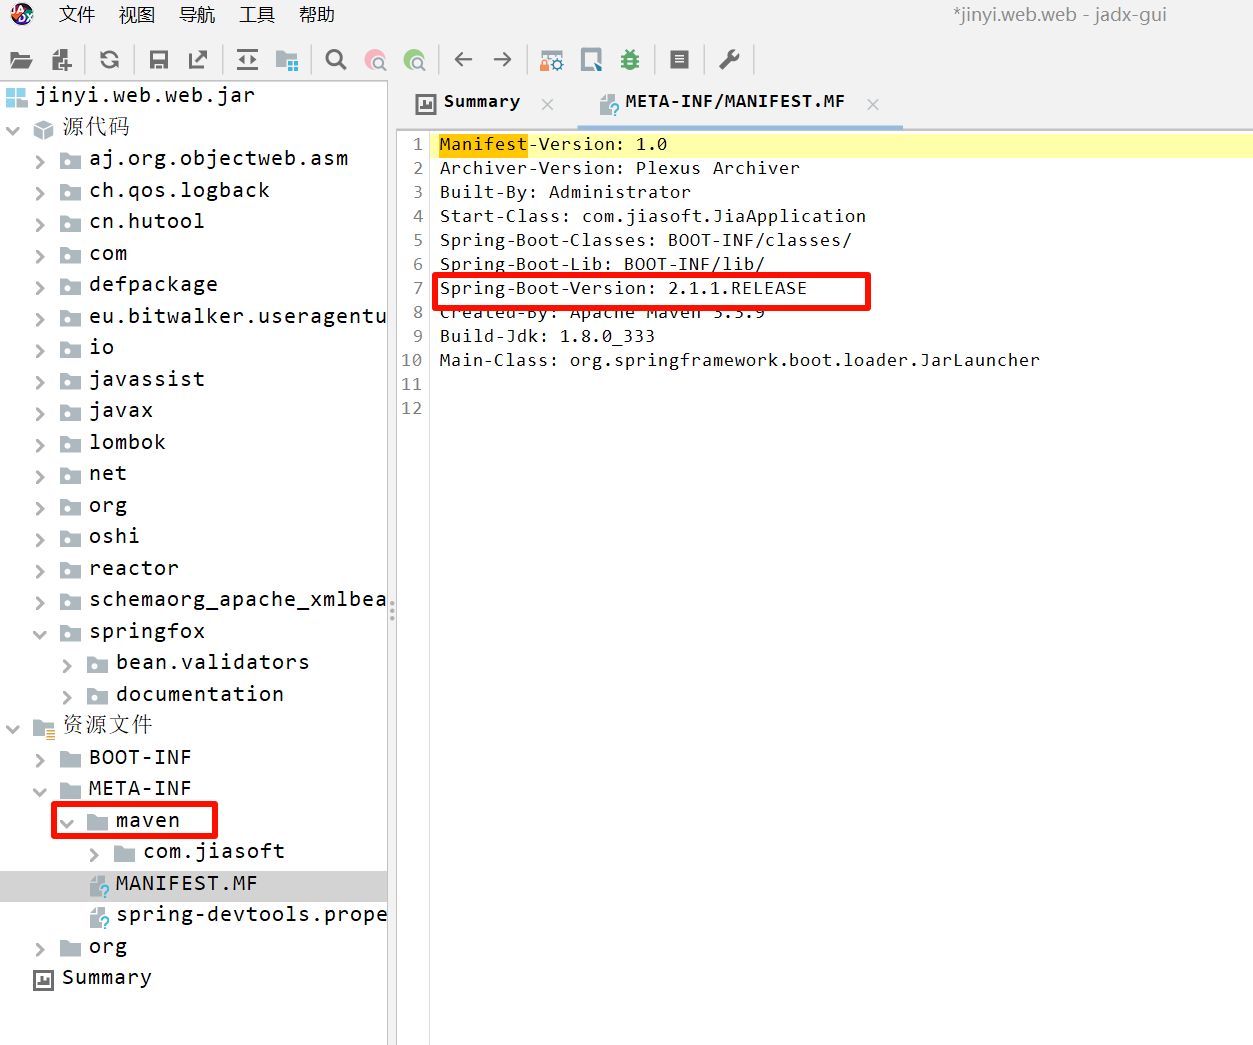 文件 视图 导航 工具 帮助 *jinyi.web.web - jadx-gui
jinyi.web.web.jar
源代码
aj.org.objectweb.asm
ch.qos.logback
cn.hutool
com
defpackage
eu.bitwalker.useragentu
io
javassist
javax
lombok
net
org
oshi
reactor
schemaorg_apache_xmlbea
springfox
bean.validators
documentation
资源文件
BOOT-INF
META-INF
maven
com.jiasoft
MANIFEST.MF
spring-devtools.prope
org
Summary
Summary META-INF/MANIFEST.MF
1 Manifest-Version: 1.0
2 Archiver-Version: Plexus Archiver
3 Built-By: Administrator
4 Start-Class: com.jiasoft.JiaApplication
5 Spring-Boot-Classes: BOOT-INF/classes/
6 Spring-Boot-Lib: BOOT-INF/lib/
7 Spring-Boot-Version: 2.1.1.RELEASE
8 Created-By: Apache Maven 3.3.9
9 Build-Jdk: 1.8.0_333
10 Main-Class: org.springframework.boot.loader.JarLauncher
11
12